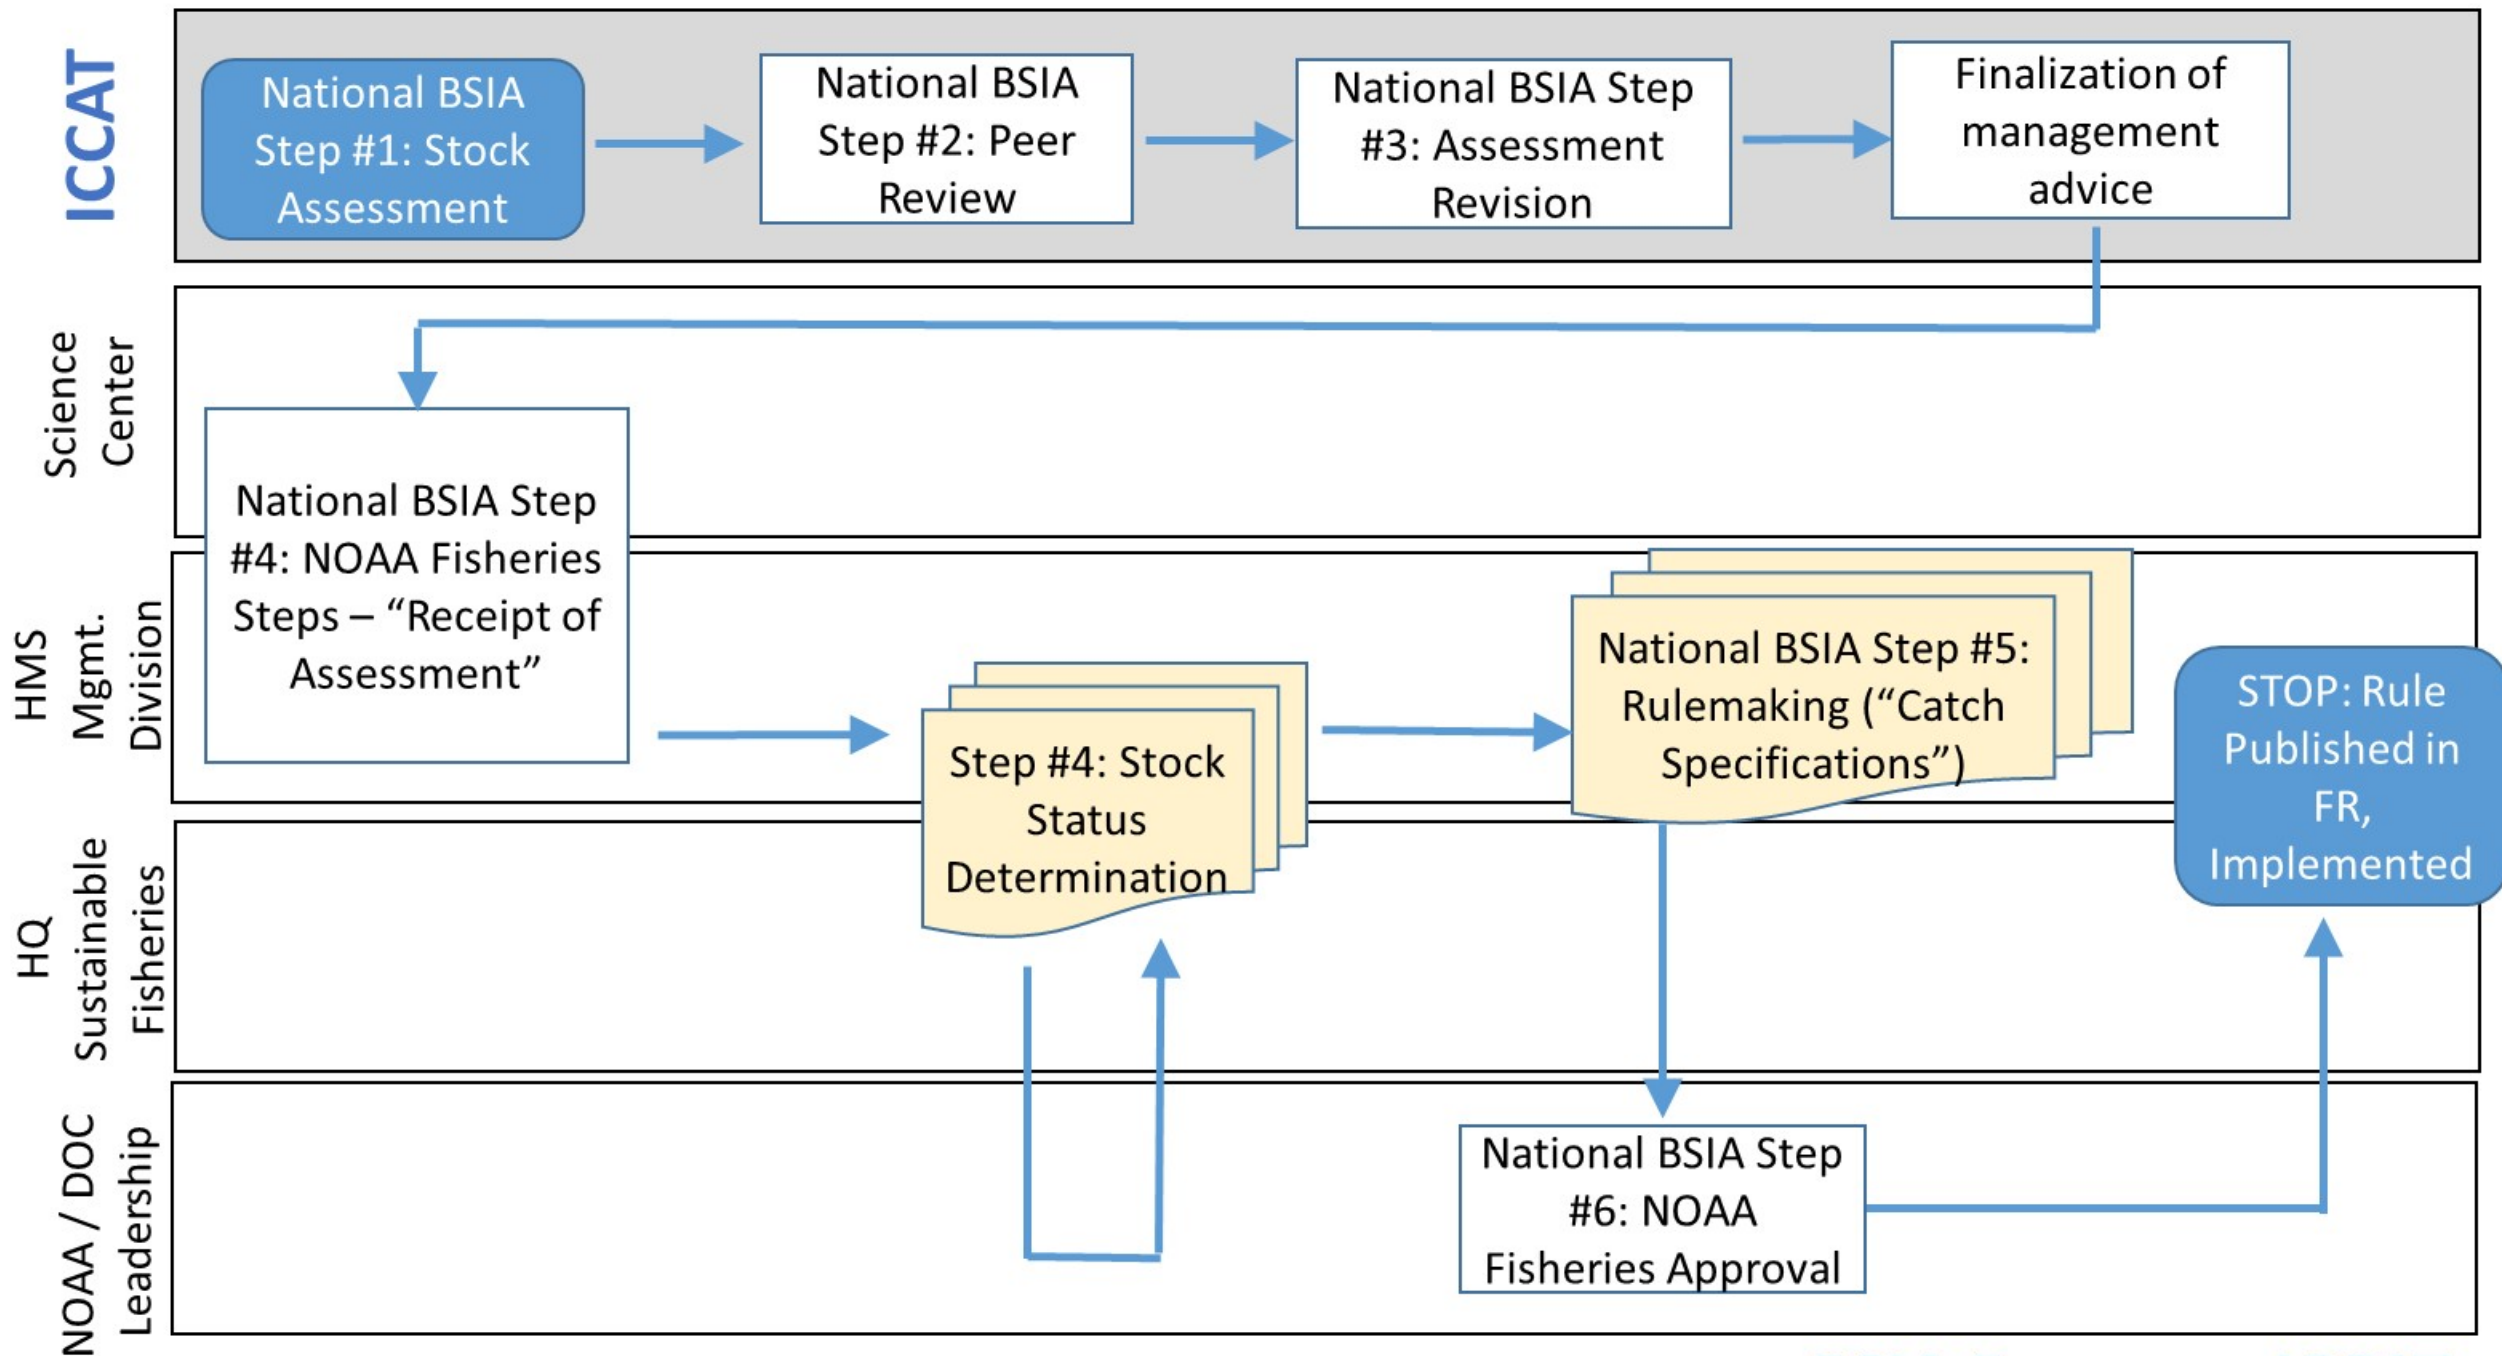 ICCAT
National BSIA
Step #1: Stock
Assessment
National BSIA
Step #2: Peer
Review
National BSIA Step
#3: Assessment
Revision
Finalization of
management
advice
Science
Center
National BSIA Step
#4: NOAA Fisheries
Steps – “Receipt of
Assessment”
HMS
Mgmt.
Division
Step #4: Stock
Status
Determination
National BSIA Step #5:
Rulemaking (“Catch
Specifications”)
STOP: Rule
Published in
FR,
Implemented
HQ
Sustainable
Fisheries
NOAA / DOC
Leadership
National BSIA Step
#6: NOAA
Fisheries Approval